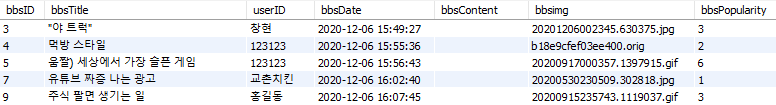 bbsID bbsTitle userID bbsDate bbsContent bbsimg bbsPopularity
3 "야 트럭" 창현 2020-12-06 15:49:27 20201206002345.630375.jpg 3
4 먹방 스타일 123123 2020-12-06 15:55:36 b18e9cfef03ee400.orig 2
5 움짤) 세상에서 가장 슬픈 게임 123123 2020-12-06 15:56:43 20200917000357.1397915.gif 6
7 유튜브 짜증 나는 광고 교촌치킨 2020-12-06 16:02:40 20200530230509.302818.jpg 1
9 주식 팔면 생기는 일 홍길동 2020-12-06 16:07:45 20200915235743.1119037.gif 3